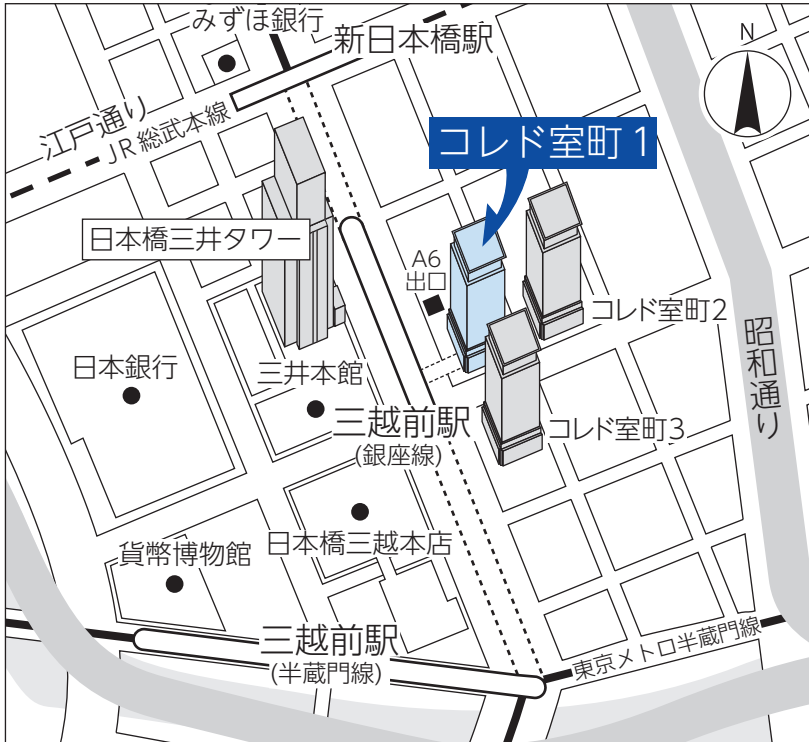 みずほ銀行
新日本橋駅
N
江戸通り
JR総武本線
コレド室町1
日本橋三井タワー
A6
出口
コレド室町2
昭和通り
日本銀行
三井本館
三越前駅
(銀座線)
コレド室町3
日本橋三越本店
貨幣博物館
三越前駅
(半蔵門線)
東京メトロ半蔵門線